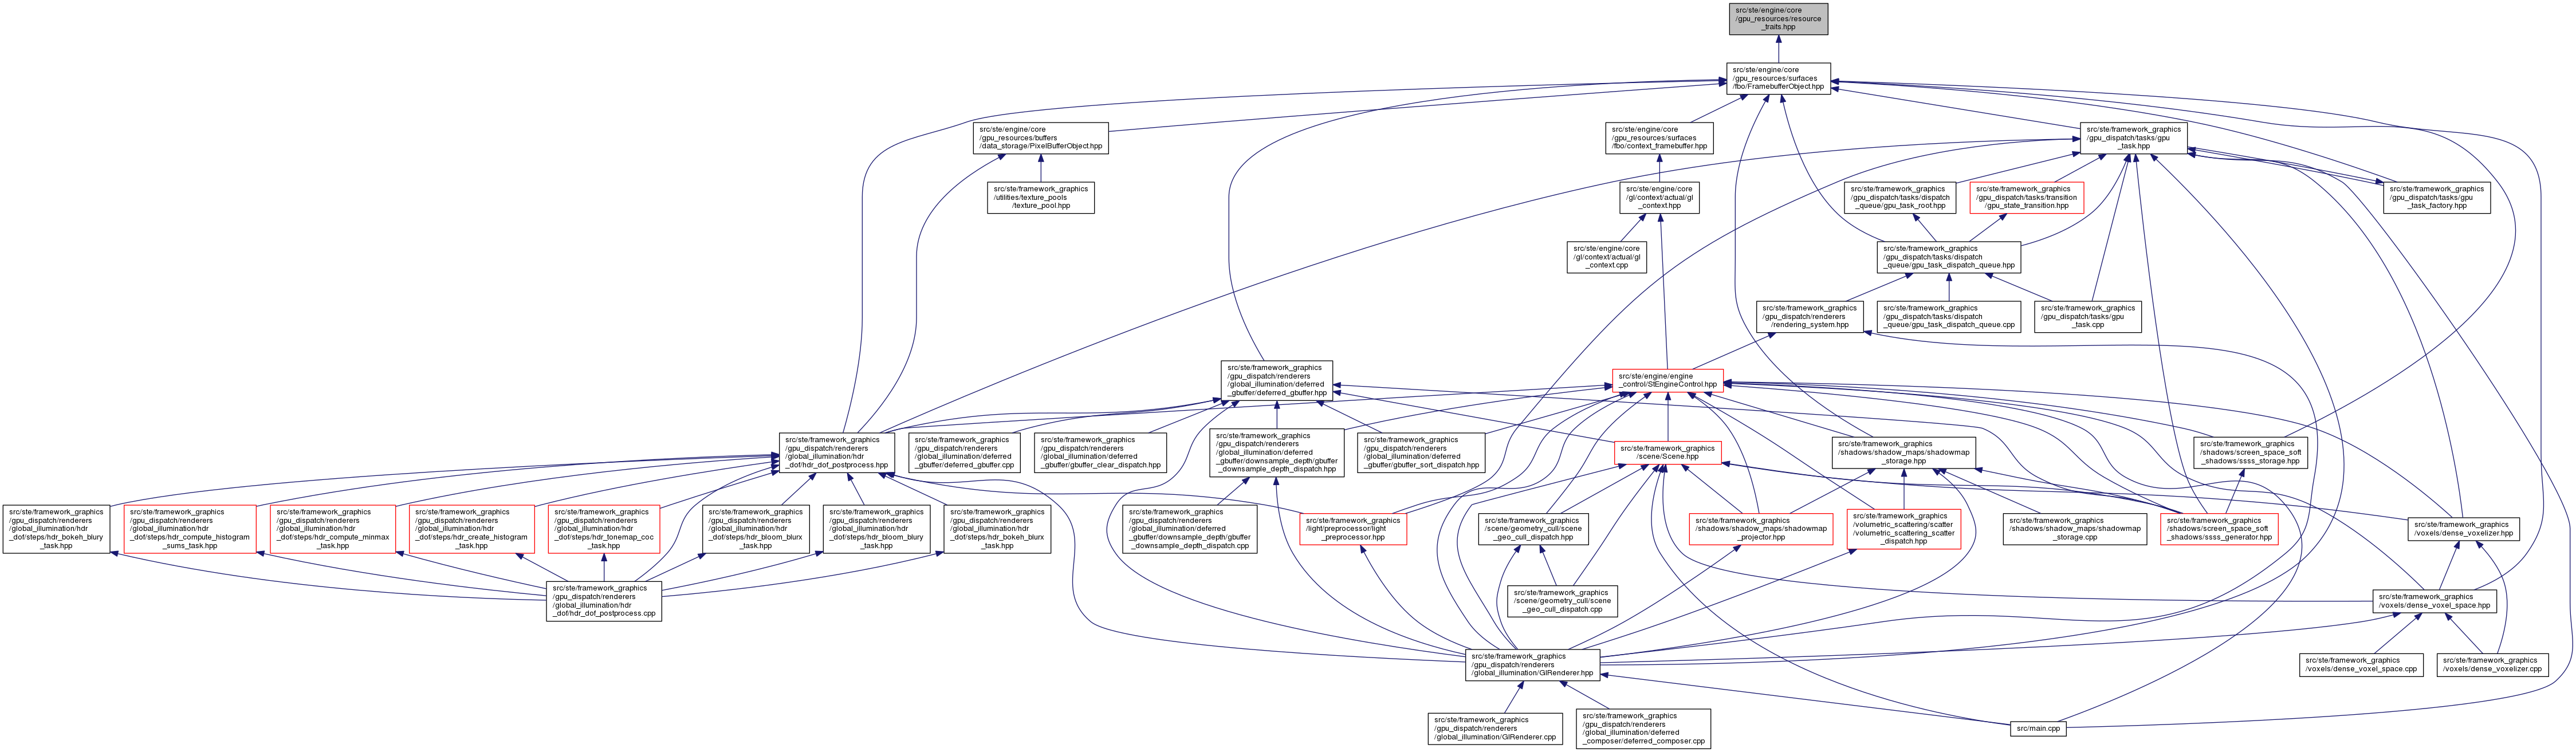 src/ste/engine/core
/gpu_resources/resource
_traits.hpp
src/ste/engine/core
/gpu_resources/surfaces
/fbo/FramebufferObject.hpp
src/ste/engine/core
/gpu_resources/buffers
/data_storage/PixelBufferObject.hpp
src/ste/engine/core
/gpu_resources/surfaces
/fbo/context_framebuffer.hpp
src/ste/framework_graphics
/gpu_dispatch/tasks/gpu
_task.hpp
src/ste/framework_graphics
/utilities/texture_pools
/texture_pool.hpp
src/ste/engine/core
/gl/context/actual/gl
_context.hpp
src/ste/framework_graphics
/gpu_dispatch/tasks/dispatch
_queue/gpu_task_root.hpp
src/ste/framework_graphics
/gpu_dispatch/tasks/transition
/gpu_state_transition.hpp
src/ste/framework_graphics
/gpu_dispatch/tasks/gpu
_task_factory.hpp
src/ste/engine/core
/gl/context/actual/gl
_context.cpp
src/ste/framework_graphics
/gpu_dispatch/tasks/dispatch
_queue/gpu_task_dispatch_queue.hpp
src/ste/framework_graphics
/gpu_dispatch/renderers
/rendering_system.hpp
src/ste/framework_graphics
/gpu_dispatch/tasks/dispatch
_queue/gpu_task_dispatch_queue.cpp
src/ste/framework_graphics
/gpu_dispatch/tasks/gpu
_task.cpp
src/ste/framework_graphics
/gpu_dispatch/renderers
/global_illumination/deferred
_gbuffer/deferred_gbuffer.hpp
src/ste/engine/engine
_control/StEngineControl.hpp
src/ste/framework_graphics
/gpu_dispatch/renderers
/global_illumination/hdr
_dof/hdr_dof_postprocess.hpp
src/ste/framework_graphics
/gpu_dispatch/renderers
/global_illumination/deferred
_gbuffer/deferred_gbuffer.cpp
src/ste/framework_graphics
/gpu_dispatch/renderers
/global_illumination/deferred
_gbuffer/gbuffer_clear_dispatch.hpp
src/ste/framework_graphics
/gpu_dispatch/renderers
/global_illumination/deferred
_gbuffer/downsample_depth/gbuffer
_downsample_depth_dispatch.hpp
src/ste/framework_graphics
/gpu_dispatch/renderers
/global_illumination/deferred
_gbuffer/gbuffer_sort_dispatch.hpp
src/ste/framework_graphics
/scene/Scene.hpp
src/ste/framework_graphics
/shadows/shadow_maps/shadowmap
_storage.hpp
src/ste/framework_graphics
/shadows/screen_space_soft
_shadows/ssss_storage.hpp
src/ste/framework_graphics
/gpu_dispatch/renderers
/global_illumination/hdr
_dof/steps/hdr_bokeh_blury
_task.hpp
src/ste/framework_graphics
/gpu_dispatch/renderers
/global_illumination/hdr
_dof/steps/hdr_compute_histogram
_sums_task.hpp
src/ste/framework_graphics
/gpu_dispatch/renderers
/global_illumination/hdr
_dof/steps/hdr_compute_minmax
_task.hpp
src/ste/framework_graphics
/gpu_dispatch/renderers
/global_illumination/hdr
_dof/steps/hdr_create_histogram
_task.hpp
src/ste/framework_graphics
/gpu_dispatch/renderers
/global_illumination/hdr
_dof/steps/hdr_tonemap_coc
_task.hpp
src/ste/framework_graphics
/gpu_dispatch/renderers
/global_illumination/hdr
_dof/steps/hdr_bloom_blurx
_task.hpp
src/ste/framework_graphics
/gpu_dispatch/renderers
/global_illumination/hdr
_dof/steps/hdr_bloom_blury
_task.hpp
src/ste/framework_graphics
/gpu_dispatch/renderers
/global_illumination/hdr
_dof/steps/hdr_bokeh_blurx
_task.hpp
src/ste/framework_graphics
/gpu_dispatch/renderers
/global_illumination/deferred
_gbuffer/downsample_depth/gbuffer
_downsample_depth_dispatch.cpp
src/ste/framework_graphics
/light/preprocessor/light
_preprocessor.hpp
src/ste/framework_graphics
/scene/geometry_cull/scene
_geo_cull_dispatch.hpp
src/ste/framework_graphics
/shadows/shadow_maps/shadowmap
_projector.hpp
src/ste/framework_graphics
/volumetric_scattering/scatter
/volumetric_scattering_scatter
_dispatch.hpp
src/ste/framework_graphics
/shadows/shadow_maps/shadowmap
_storage.cpp
src/ste/framework_graphics
/shadows/screen_space_soft
_shadows/ssss_generator.hpp
src/ste/framework_graphics
/voxels/dense_voxelizer.hpp
src/ste/framework_graphics
/gpu_dispatch/renderers
/global_illumination/hdr
_dof/hdr_dof_postprocess.cpp
src/ste/framework_graphics
/scene/geometry_cull/scene
_geo_cull_dispatch.cpp
src/ste/framework_graphics
/voxels/dense_voxel_space.hpp
src/ste/framework_graphics
/gpu_dispatch/renderers
/global_illumination/GIRenderer.hpp
src/ste/framework_graphics
/voxels/dense_voxel_space.cpp
src/ste/framework_graphics
/voxels/dense_voxelizer.cpp
src/ste/framework_graphics
/gpu_dispatch/renderers
/global_illumination/GIRenderer.cpp
src/ste/framework_graphics
/gpu_dispatch/renderers
/global_illumination/deferred
_composer/deferred_composer.cpp
src/main.cpp